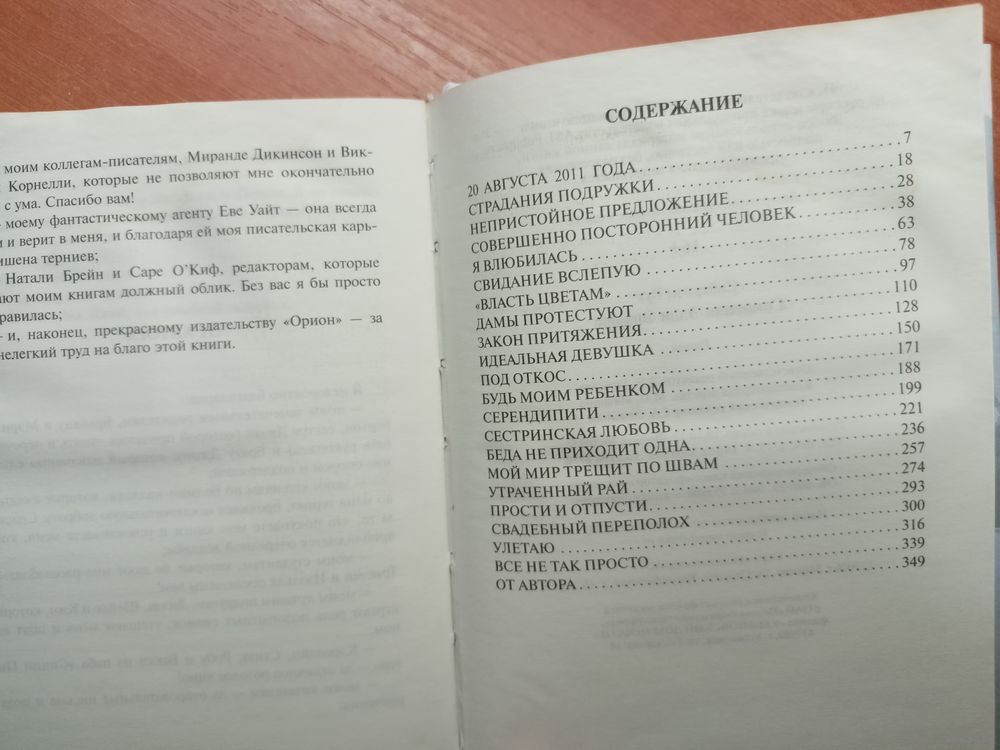 моим коллегам-писателям, Миранде Дикинсон и Вик-
Корнелли, которые не позволяют мне окончательно
с ума. Спасибо вам!
моему фантастическому агенту Еве Уайт — она всегда
и и верит в меня, и благодаря ей моя писательская карь-
ишена терниев;
Натали Брейн и Саре О’Киф, редакторам, которые
ают моим книгам должный облик. Без вас я бы просто
равилась;
— и, наконец, прекрасному издательству «Орион» — за
нелегкий труд на благо этой книги.
СОДЕРЖАНИЕ
20 АВГУСТА 2011 ГОДА 7
СТРАДАНИЯ ПОДРУЖКИ 18
НЕПРИСТОЙНОЕ ПРЕДЛОЖЕНИЕ 28
СОВЕРШЕННО ПОСТОРОННИЙ ЧЕЛОВЕК 38
Я ВЛЮБИЛАСЬ 63
СВИДАНИЕ ВСЛЕПУЮ 78
«ВЛАСТЬ ЦВЕТАМ» 97
ДАМЫ ПРОТЕСТУЮТ 110
ЗАКОН ПРИТЯЖЕНИЯ 128
ИДЕАЛЬНАЯ ДЕВУШКА 150
ПОД ОТКОС 171
БУДЬ МОИМ РЕБЕНКОМ 188
СЕРЕНДИПИТИ 199
СЕСТРИНСКАЯ ЛЮБОВЬ 221
БЕДА НЕ ПРИХОДИТ ОДНА 236
МОЙ МИР ТРЕЩИТ ПО ШВАМ 257
УТРАЧЕННЫЙ РАЙ 274
ПРОСТИ И ОТПУСТИ 293
СВАДЕБНЫЙ ПЕРЕПОЛОХ 300
УЛЕТАЮ 316
ВСЕ НЕ ТАК ПРОСТО 339
ОТ АВТОРА 349